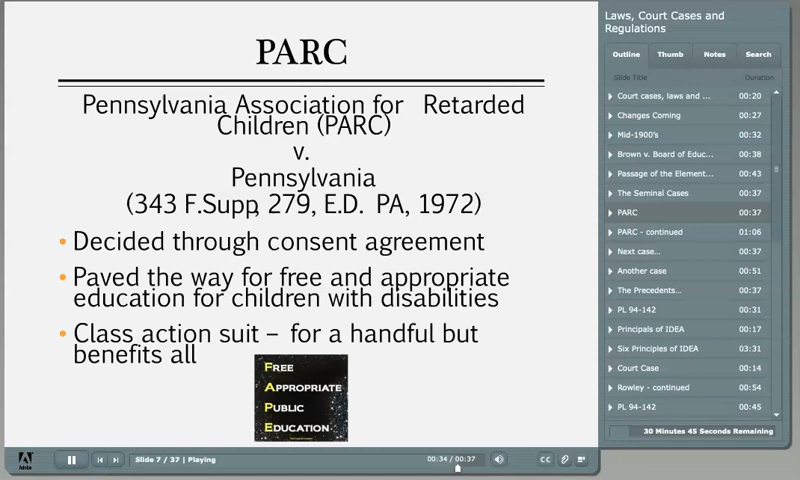 PARC
Pennsylvania Association for Retarded
Children (PARC)
v.
Pennsylvania
(343 F.Supp, 279, E.D. PA, 1972)
• Decided through consent agreement
• Paved the way for free and appropriate
education for children with disabilities
• Class action suit – for a handful but
benefits all
FREE
APPROPRIATE
PUBLIC
EDUCATION
Adobe
Slide 7 / 37 | Playing
00:34 / 00:37
CC
Laws, Court Cases and
Regulations
Outline Thumb Notes Search
Slide Title Duration
Court cases, laws and ... 00:20
Changes Coming 00:27
Mid-1900's 00:32
Brown v. Board of Educ... 00:38
Passage of the Element... 00:43
The Seminal Cases 00:37
PARC 00:37
PARC - continued 01:06
Next case... 00:37
Another case 00:51
The Precedents... 00:37
PL 94-142 00:31
Principals of IDEA 00:17
Six Principles of IDEA 03:31
Court Case 00:14
Rowley - continued 00:54
PL 94-142 00:45
30 Minutes 45 Seconds Remaining